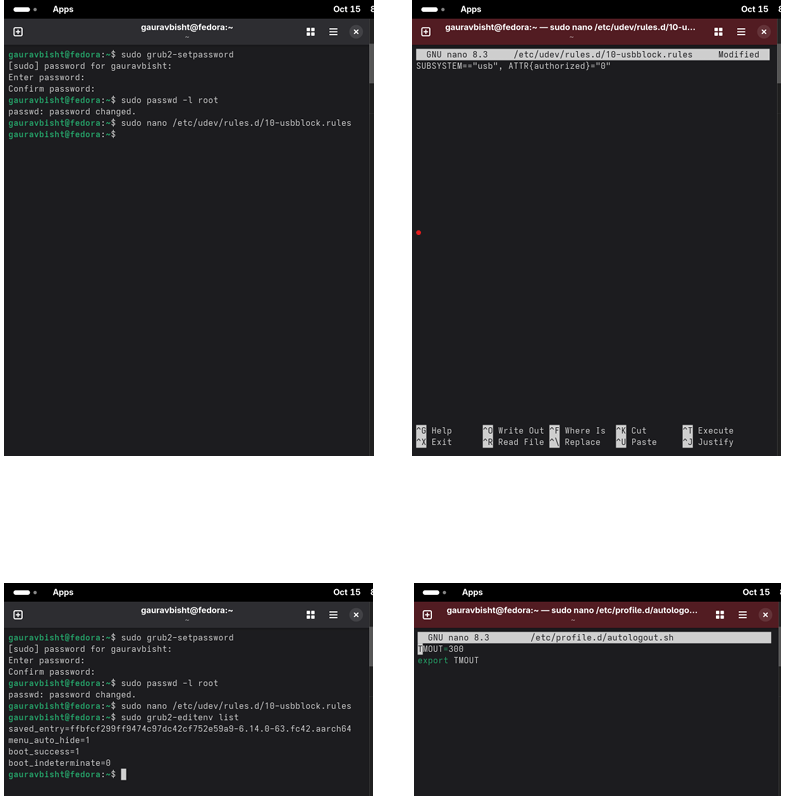 Apps Oct 15
gauravbisht@fedora:~
~
gauravbisht@fedora:~$ sudo grub2-setpassword
[sudo] password for gauravbisht:
Enter password:
Confirm password:
gauravbisht@fedora:~$ sudo passwd -l root
passwd: password changed.
gauravbisht@fedora:~$ sudo nano /etc/udev/rules.d/10-usbblock.rules
gauravbisht@fedora:~$
Apps Oct 15
gauravbisht@fedora:~ — sudo nano /etc/udev/rules.d/10-u...
~
GNU nano 8.3 /etc/udev/rules.d/10-usbblock.rules Modified
SUBSYSTEM=="usb", ATTR{authorized}="0"
^G Help ^O Write Out ^F Where Is ^K Cut ^T Execute
^X Exit ^R Read File ^\ Replace ^U Paste ^J Justify
Apps Oct 15
gauravbisht@fedora:~
~
gauravbisht@fedora:~$ sudo grub2-setpassword
[sudo] password for gauravbisht:
Enter password:
Confirm password:
gauravbisht@fedora:~$ sudo passwd -l root
passwd: password changed.
gauravbisht@fedora:~$ sudo nano /etc/udev/rules.d/10-usbblock.rules
gauravbisht@fedora:~$ sudo grub2-editenv list
saved_entry=ffbfcf299ff9474c97dc42cf752e59a9-6.14.0-63.fc42.aarch64
menu_auto_hide=1
boot_success=1
boot_indeterminate=0
gauravbisht@fedora:~$
Apps Oct 15
gauravbisht@fedora:~ — sudo nano /etc/profile.d/autologo...
~
GNU nano 8.3 /etc/profile.d/autologout.sh
TMOUT=300
export TMOUT